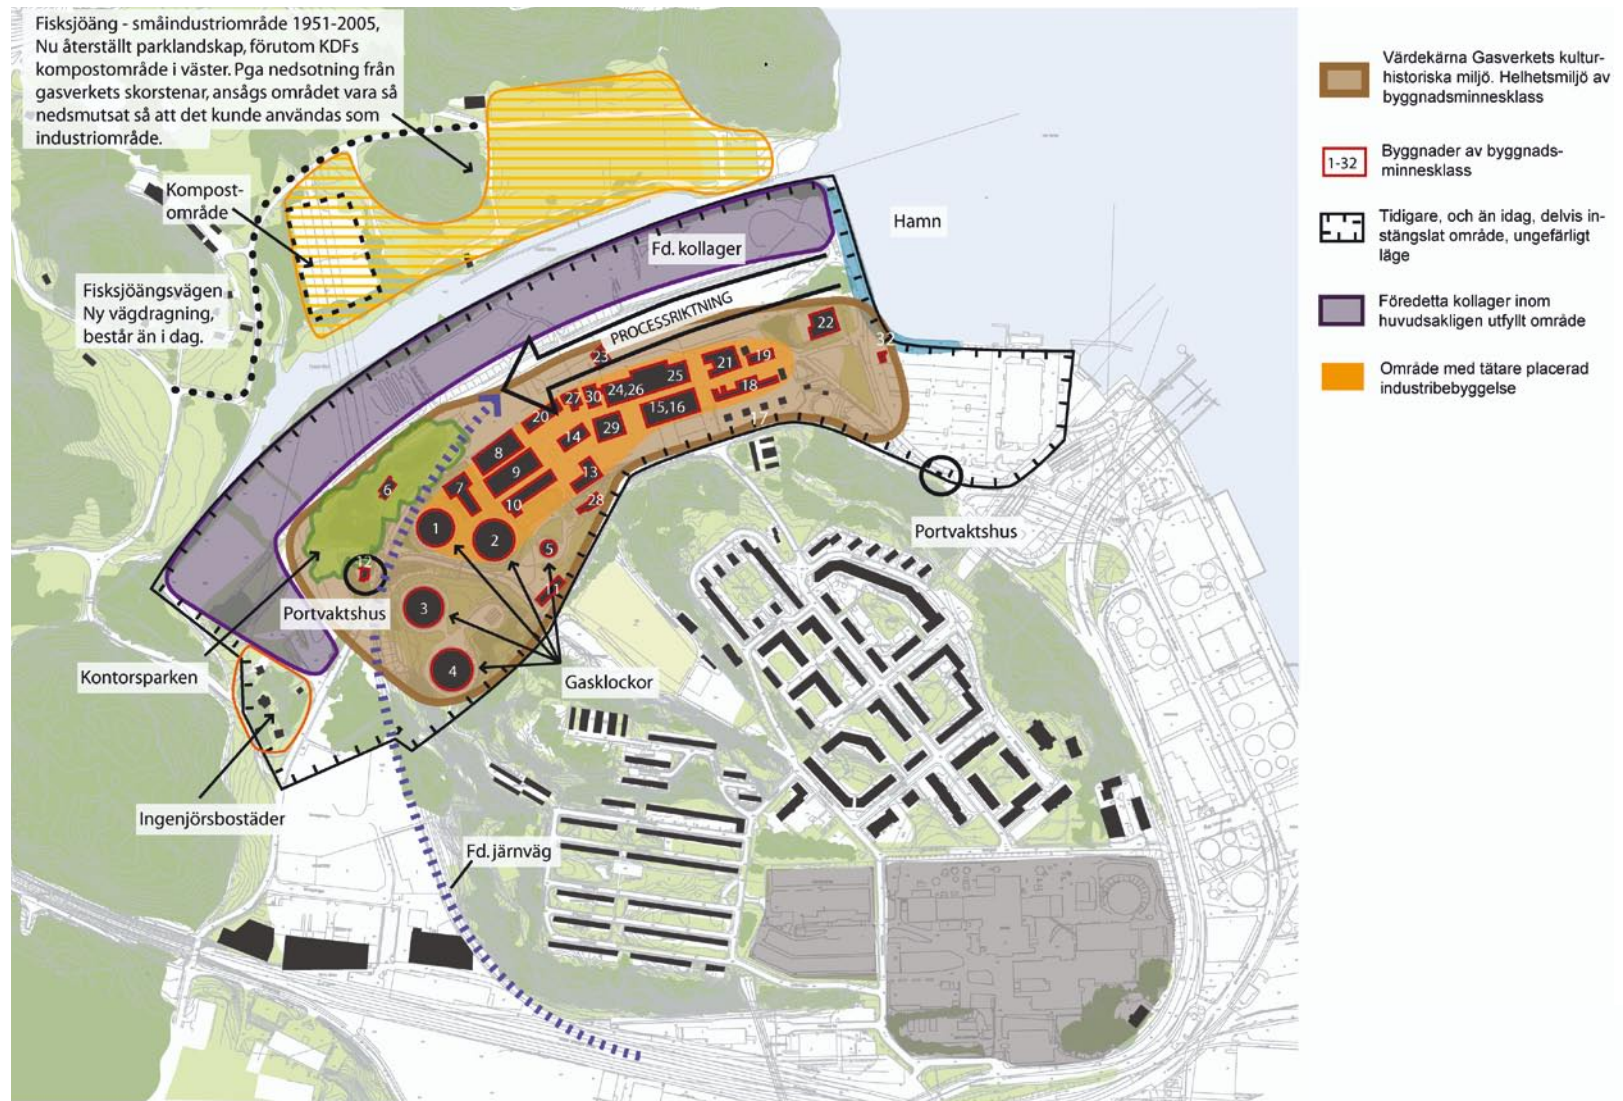 Fisksjöäng - småindustriområde 1951-2005,
Nu återställt parklandskap, förutom KDFs
kompostområde i väster. Pga nedsotning från
gasverkets skorstenar, ansågs området vara så
nedsmutsat så att det kunde användas som
industriområde.
Kompost-
område
Fisksjöängsvägen
Ny vägdragning,
består än i dag.
Fd. kollager
Hamn
PROCESSRIKTNING
22
32
23
19
21
25
24,26
18
27
30
15,16
17
20
29
14
8
9
13
7
6
10
28
1
2
5
12
11
3
4
Portvaktshus
Portvaktshus
Kontorsparken
Gasklockor
Ingenjörsbostäder
Fd. järnväg
Värdekärna Gasverkets kultur-
historiska miljö. Helhetsmiljö av
byggnadsminnesklass
1-32
Byggnader av byggnads-
minnesklass
Tidigare, och än idag, delvis in-
stängslat område, ungefärligt
läge
Föredetta kollager inom
huvudsakligen utfyllt område
Område med tätare placerad
industribebyggelse